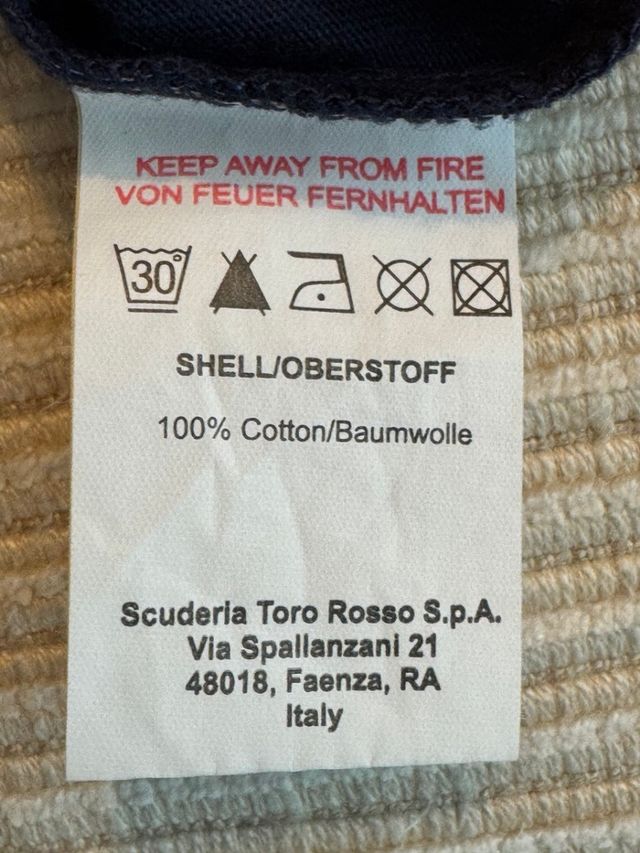 KEEP AWAY FROM FIRE
VON FEUER FERNHALTEN
30°
SHELL/OBERSTOFF
100% Cotton/Baumwolle
Scuderia Toro Rosso S.p.A.
Via Spallanzani 21
48018, Faenza, RA
Italy